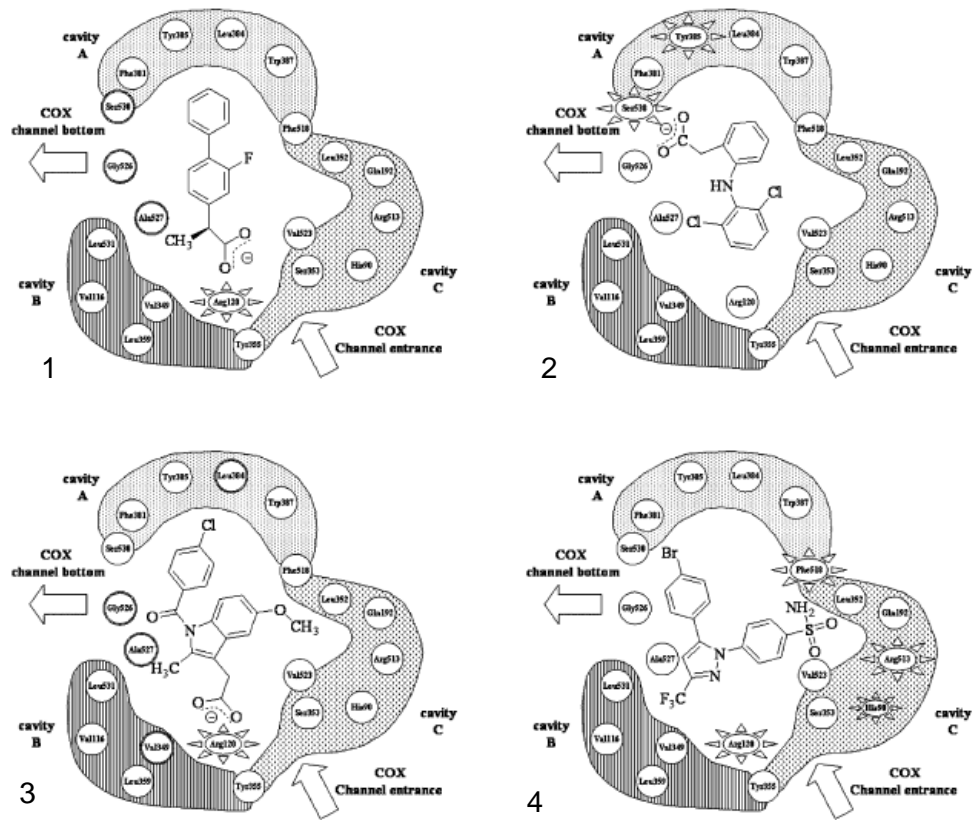 Tyr385
Leu384
cavity
A
Phe381
Trp387
Ser530
COX
channel bottom
Phe518
Gly526
F
Leu352
Gln192
Ala527
CH3
O
O
⊖
Arg513
Val523
Leu531
Ser353
His90
cavity
B
Val116
Val349
Arg120
cavity
C
Leu359
Tyr355
COX
Channel entrance
1
Tyr385
Leu384
cavity
A
Phe381
Trp387
Ser530
COX
channel bottom
⊖
O
O
Phe518
Gly526
Leu352
Gln192
HN
Ala527
Cl
Cl
Arg513
Val523
Leu531
Ser353
His90
cavity
B
Val116
Val349
Arg120
cavity
C
Leu359
Tyr355
COX
Channel entrance
2
Tyr385
Leu384
cavity
A
Phe381
Trp387
Ser530
Cl
COX
channel bottom
Phe518
Gly526
O
N
O
CH3
Leu352
Gln192
Ala527
H3C
Arg513
Val523
Leu531
O
O
⊖
Ser353
His90
cavity
B
Val116
Val349
Arg120
cavity
C
Leu359
Tyr355
COX
Channel entrance
3
Tyr385
Leu384
cavity
A
Phe381
Trp387
Ser530
Br
COX
channel bottom
Phe518
Gly526
NH2
S
O
O
Leu352
Gln192
Ala527
N
N
F3C
Arg513
Val523
Leu531
Ser353
His90
cavity
B
Val116
Val349
Arg120
cavity
C
Leu359
Tyr355
COX
Channel entrance
4